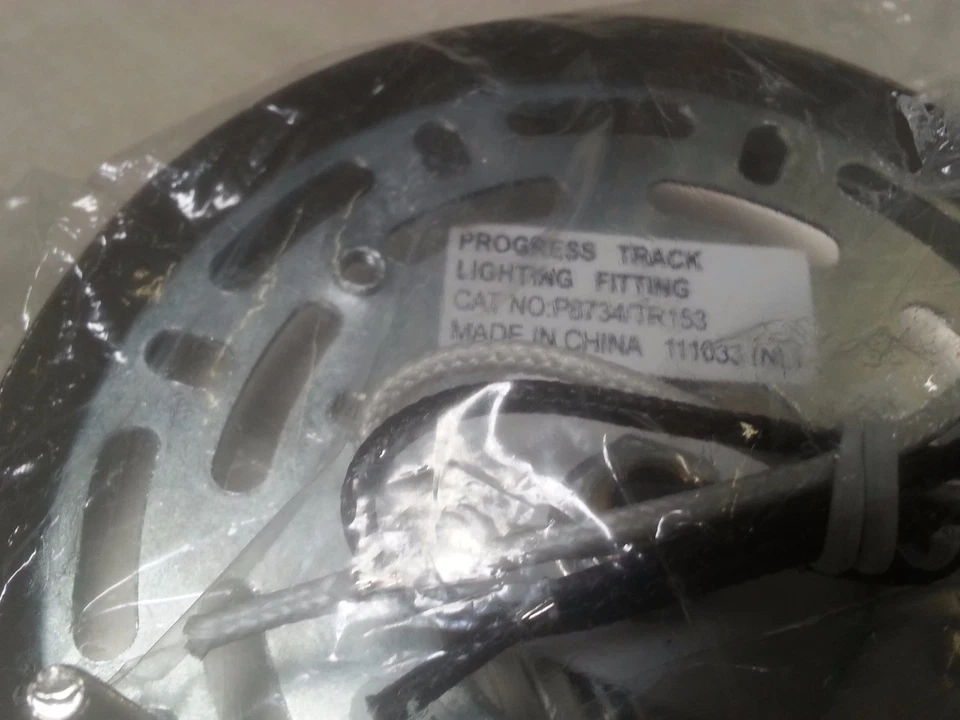 PROGRESS TRACK
LIGHTING FITTING
CAT NO:P8734/TR153
MADE IN CHINA 111033 (N)